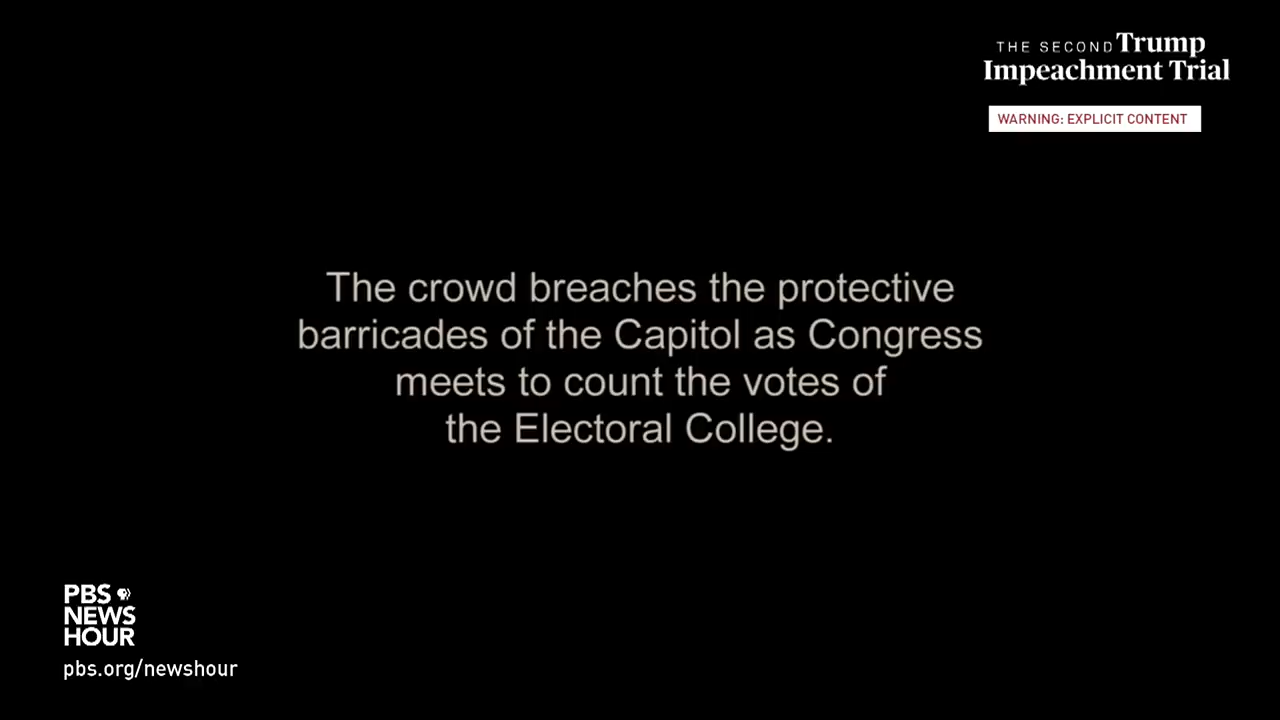 THE SECOND Trump
Impeachment Trial
WARNING: EXPLICIT CONTENT
The crowd breaches the protective
barricades of the Capitol as Congress
meets to count the votes of
the Electoral College.
PBS
NEWS
HOUR
pbs.org/newshour